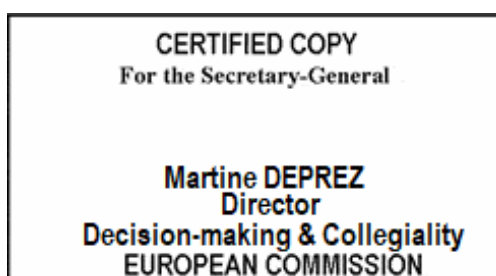 CERTIFIED COPY
For the Secretary-General
Martine DEPREZ
Director
Decision-making & Collegiality
EUROPEAN COMMISSION